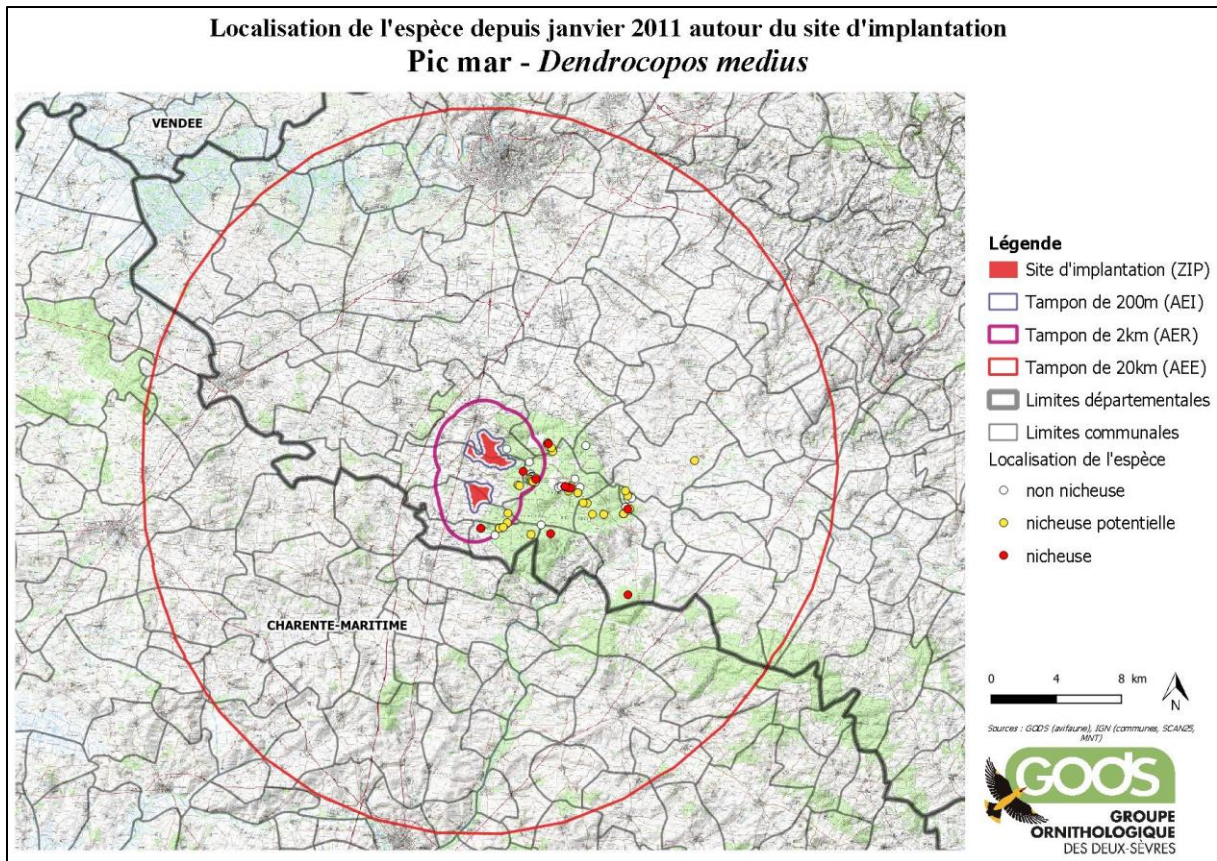 Localisation de l'espèce depuis janvier 2011 autour du site d'implantation
Pic mar - Dendrocopos medius
VENDEE
CHARENTE-MARITIME
Légende
Site d'implantation (ZIP)
Tampon de 200m (AEI)
Tampon de 2km (AER)
Tampon de 20km (AEE)
Limites départementales
Limites communales
Localisation de l'espèce
non nicheuse
nicheuse potentielle
nicheuse
0 4 8 km
N
Sources : GODS (avifaune), IGN (communes, SCAN25,
MNT)
GODS
GROUPE
ORNITHOLOGIQUE
DES DEUX-SÈVRES